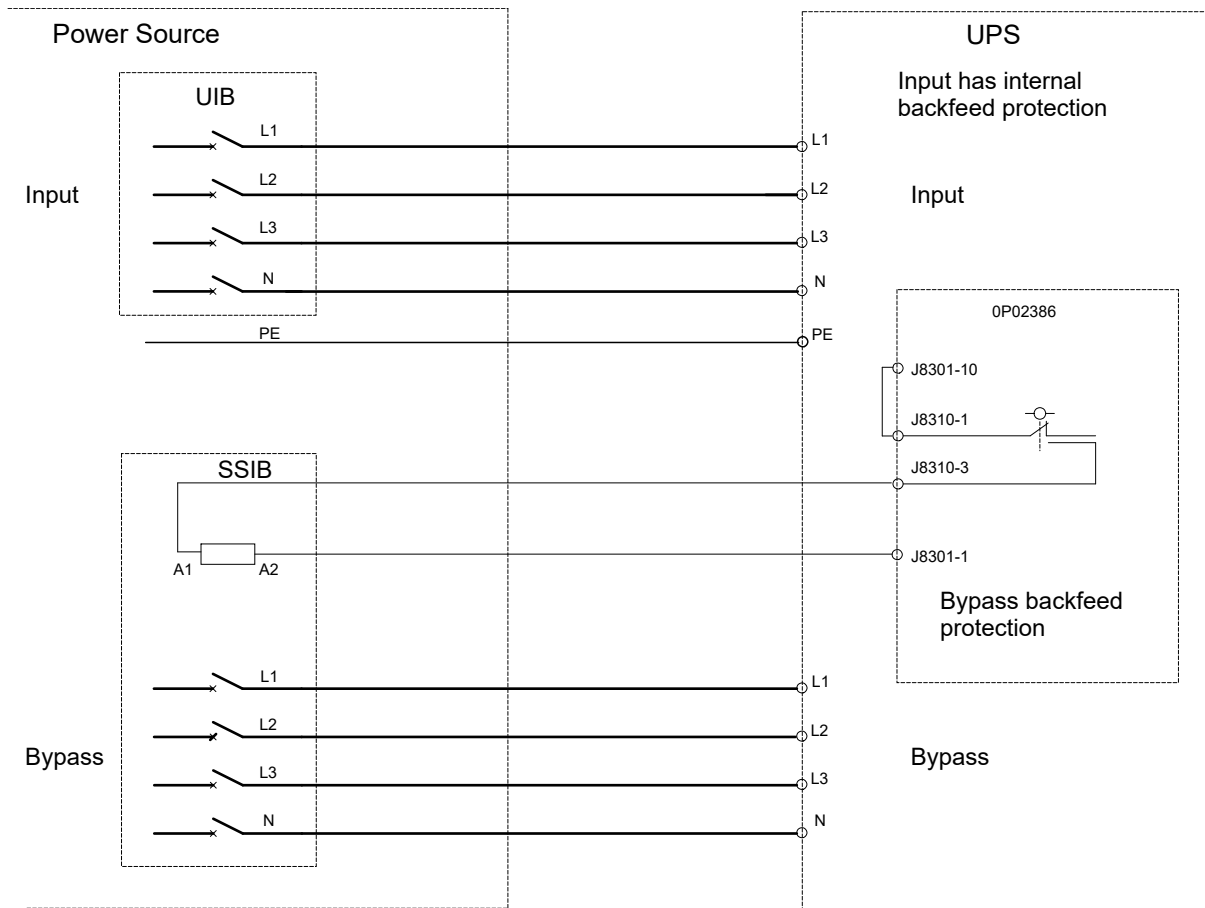 Power Source
UPS
UIB
Input has internal
backfeed protection
L1
L1
L2
L2
Input
Input
L3
L3
N
N
0P02386
PE
PE
J8301-10
J8310-1
SSIB
J8310-3
A1
A2
J8301-1
Bypass backfeed
protection
L1
L1
L2
L2
Bypass
Bypass
L3
L3
N
N